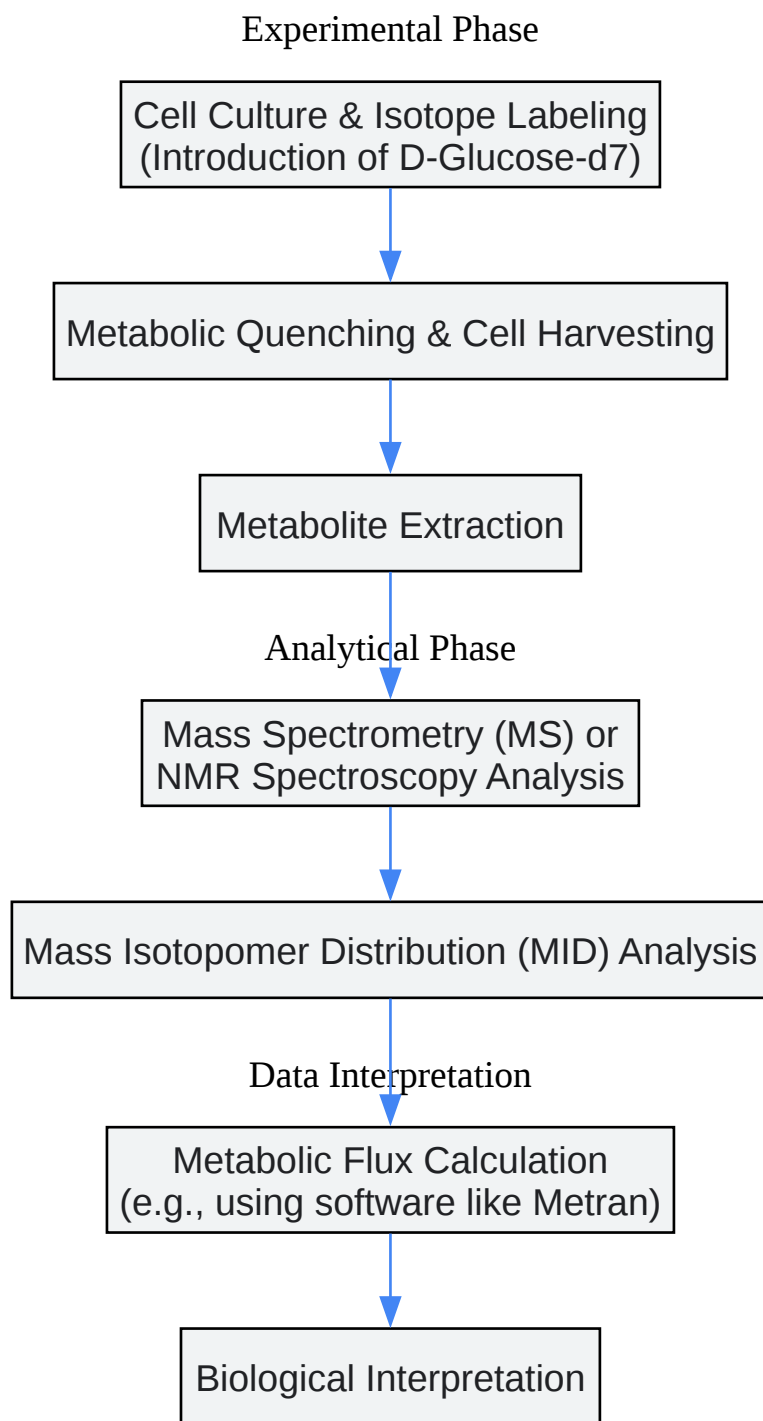 Experimental Phase
Cell Culture & Isotope Labeling
(Introduction of D-Glucose-d7)
Metabolic Quenching & Cell Harvesting
Metabolite Extraction
Analytical Phase
Mass Spectrometry (MS) or
NMR Spectroscopy Analysis
Mass Isotopomer Distribution (MID) Analysis
Data Interpretation
Metabolic Flux Calculation
(e.g., using software like Metran)
Biological Interpretation